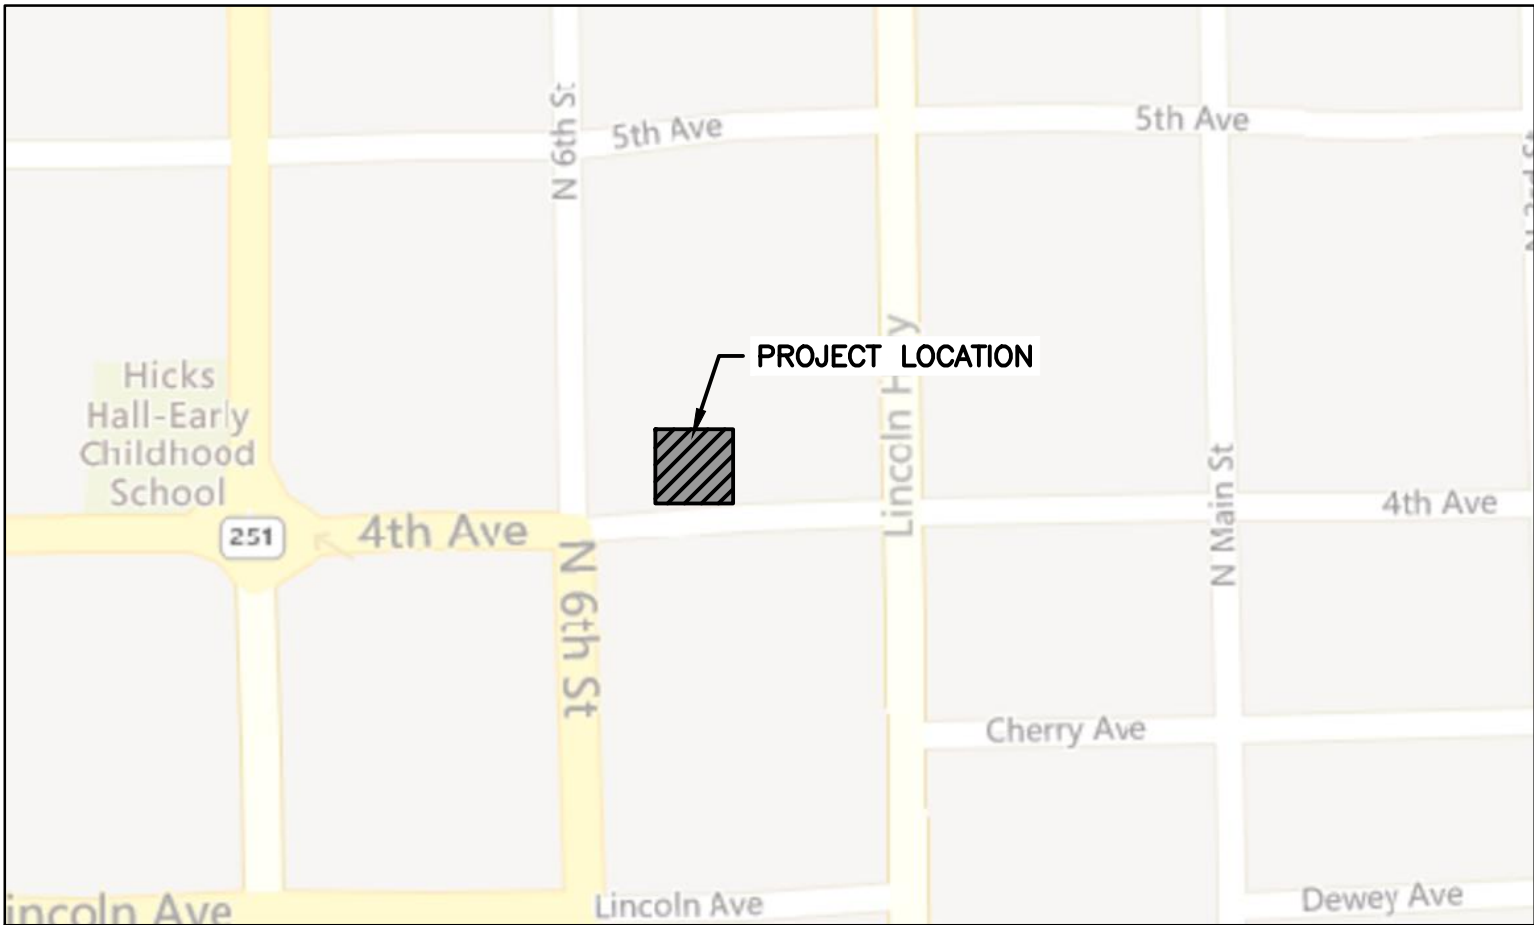 N 6th St
5th Ave
5th Ave
PROJECT LOCATION
Hicks
Hall-Early
Childhood
School
Lincoln H y
N Main St
4th Ave
251
4th Ave
N 6th St
Cherry Ave
incoln Ave
Lincoln Ave
Dewey Ave